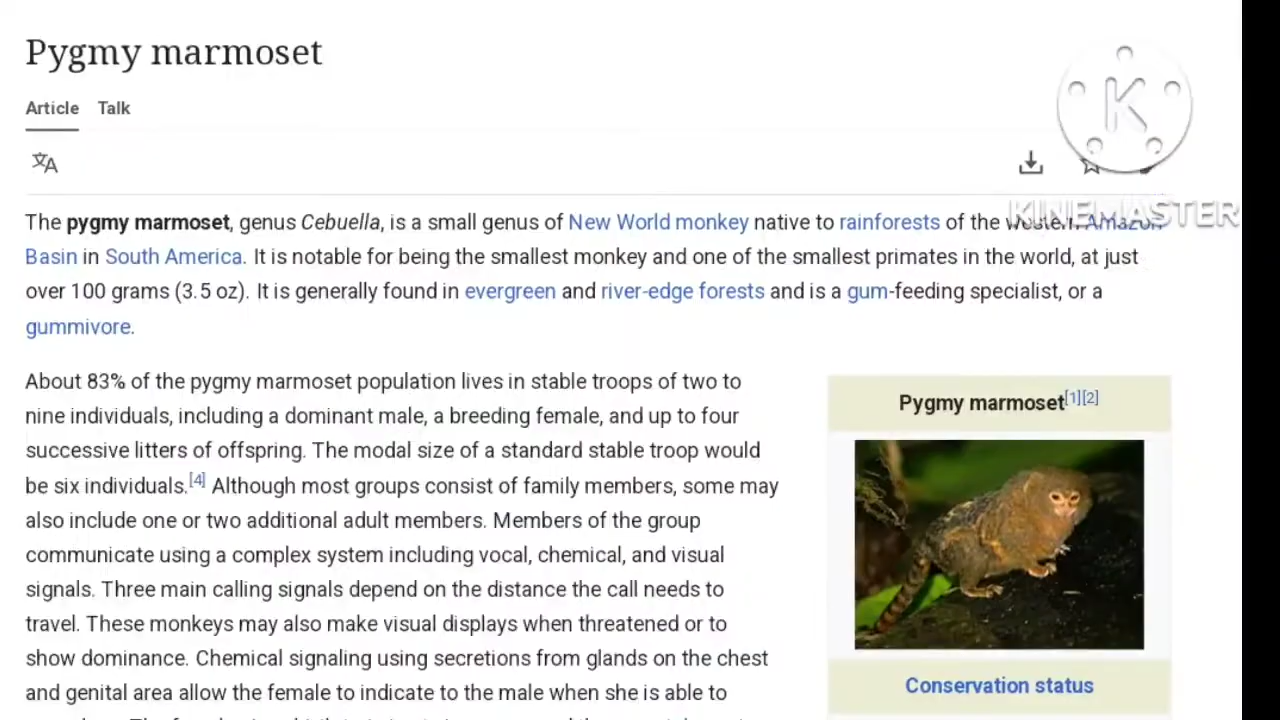 Pygmy marmoset
Article Talk
文A
K
KINEMASTER
The pygmy marmoset, genus Cebuella, is a small genus of New World monkey native to rainforests of the western Amazon
Basin in South America. It is notable for being the smallest monkey and one of the smallest primates in the world, at just
over 100 grams (3.5 oz). It is generally found in evergreen and river-edge forests and is a gum-feeding specialist, or a
gummivore.
About 83% of the pygmy marmoset population lives in stable troops of two to
nine individuals, including a dominant male, a breeding female, and up to four
successive litters of offspring. The modal size of a standard stable troop would
be six individuals.[4] Although most groups consist of family members, some may
also include one or two additional adult members. Members of the group
communicate using a complex system including vocal, chemical, and visual
signals. Three main calling signals depend on the distance the call needs to
travel. These monkeys may also make visual displays when threatened or to
show dominance. Chemical signaling using secretions from glands on the chest
and genital area allow the female to indicate to the male when she is able to
Pygmy marmoset[1][2]
Conservation status